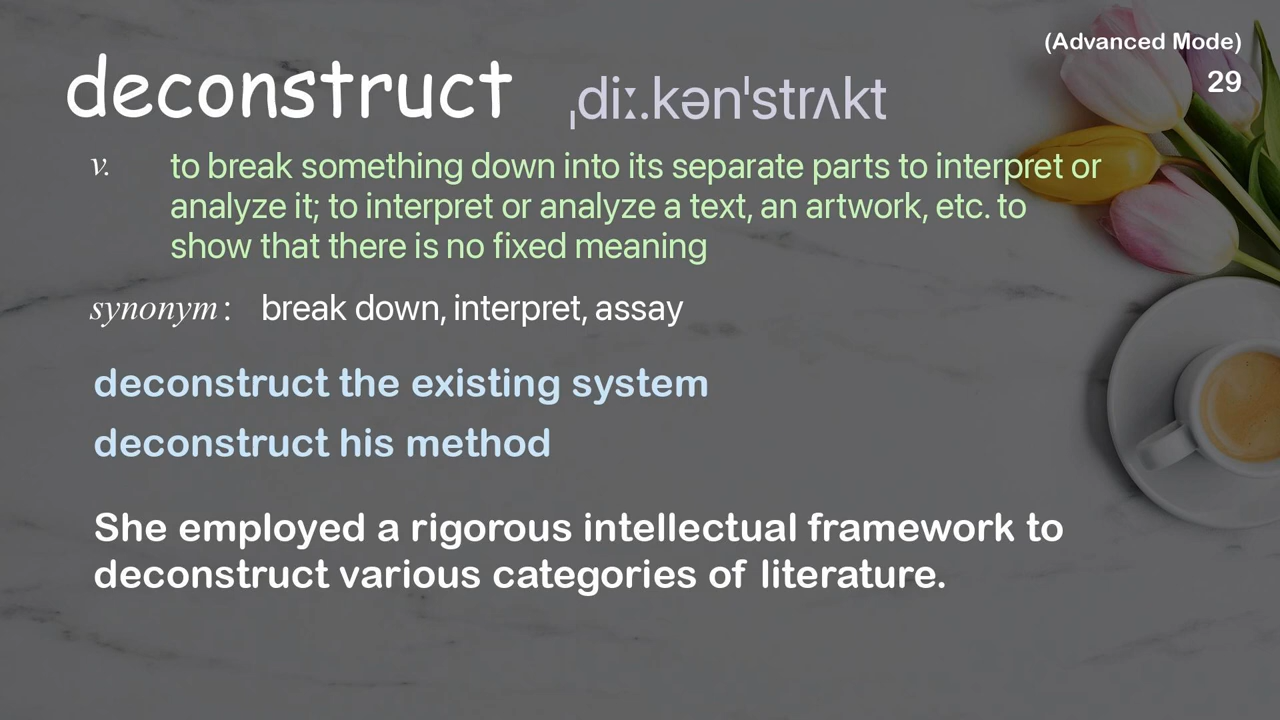 (Advanced Mode)
deconstruct ˌdiː.kən'strʌkt
29
v. to break something down into its separate parts to interpret or
analyze it; to interpret or analyze a text, an artwork, etc. to
show that there is no fixed meaning
synonym: break down, interpret, assay
deconstruct the existing system
deconstruct his method
She employed a rigorous intellectual framework to
deconstruct various categories of literature.